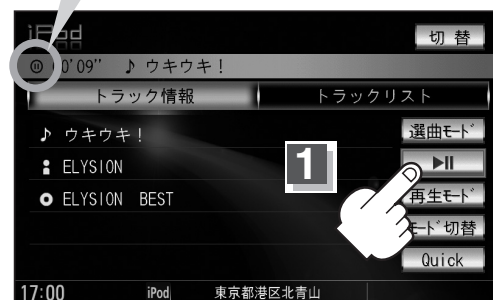 iPod 切替
0'09" ♪ ウキウキ!
トラック情報 トラックリスト
♪ ウキウキ! 選曲モード
ELYSION ▶II
ELYSION BEST 再生モード
モード切替
Quick
1
17:00 iPod 東京都港区北青山